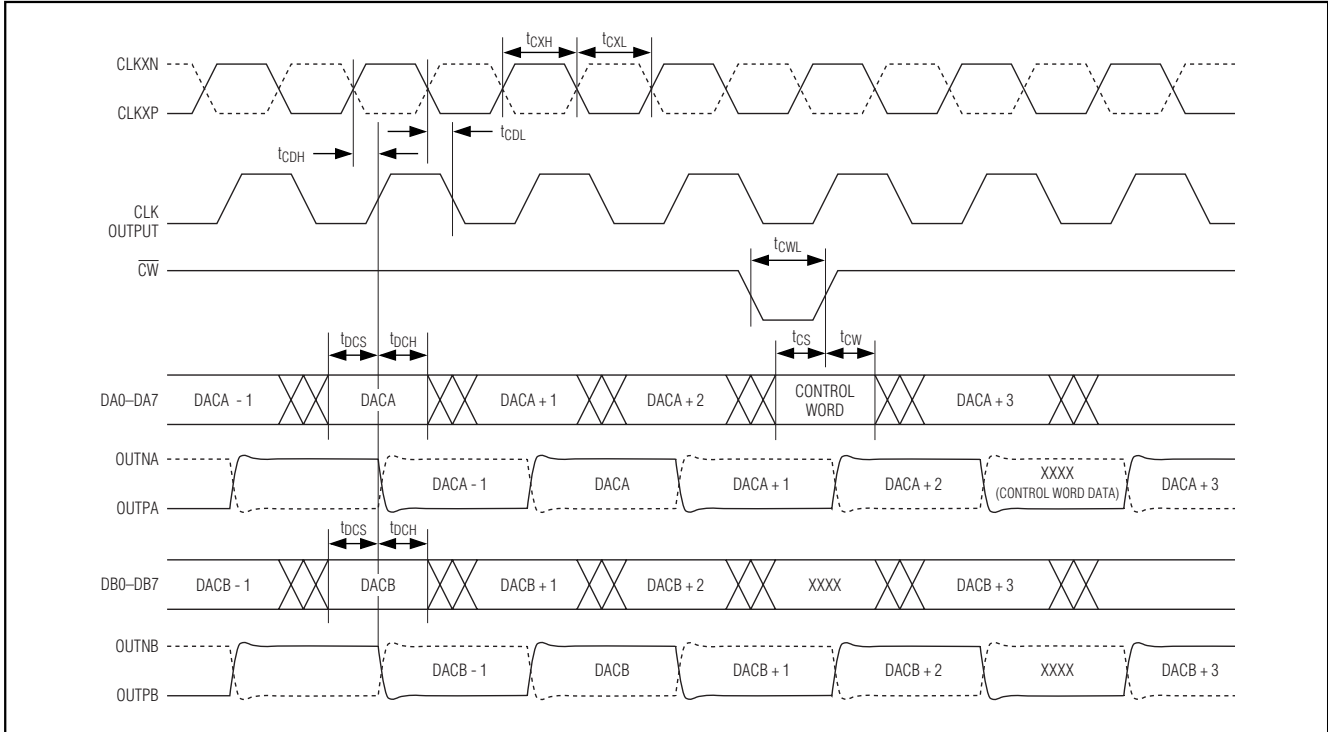 tCXH tCXL
CLKXN
CLKXP
tCDL
tCDH
CLK
OUTPUT
tCWL
CW
tDCS tDCH tCS tCW
DA0–DA7 DACA - 1 DACA DACA + 1 DACA + 2 CONTROL WORD DACA + 3
OUTNA
DACA - 1 DACA DACA + 1 DACA + 2 XXXX (CONTROL WORD DATA) DACA + 3
OUTPA
tDCS tDCH
DB0–DB7 DACB - 1 DACB DACB + 1 DACB + 2 XXXX DACB + 3
OUTNB
DACB - 1 DACB DACB + 1 DACB + 2 XXXX DACB + 3
OUTPB